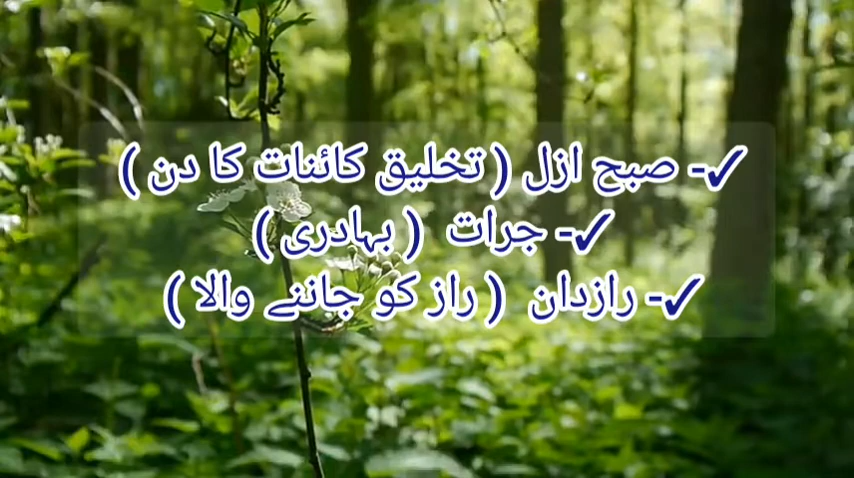 ✓- صبح ازل ( تخلیق کائنات کا دن )
✓- جرات ( بہادری )
✓- رازدان ( راز کو جاننے والا )